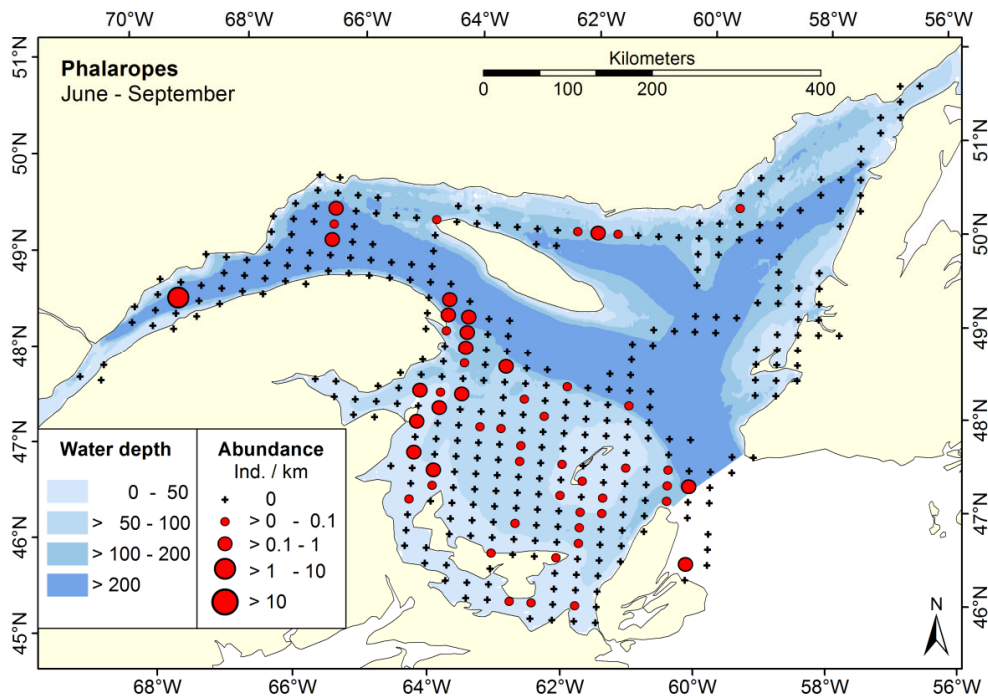 70°W 68°W 66°W 64°W 62°W 60°W 58°W 56°W
Phalaropes
June - September
Kilometers
0 100 200 400
51°N
50°N
49°N
48°N
47°N
46°N
45°N
51°N
50°N
49°N
48°N
47°N
46°N
Water depth
0 - 50
> 50 - 100
> 100 - 200
> 200
Abundance
Ind. / km
0
> 0 - 0.1
> 0.1 - 1
> 1 - 10
> 10
N
68°W 66°W 64°W 62°W 60°W 58°W 56°W